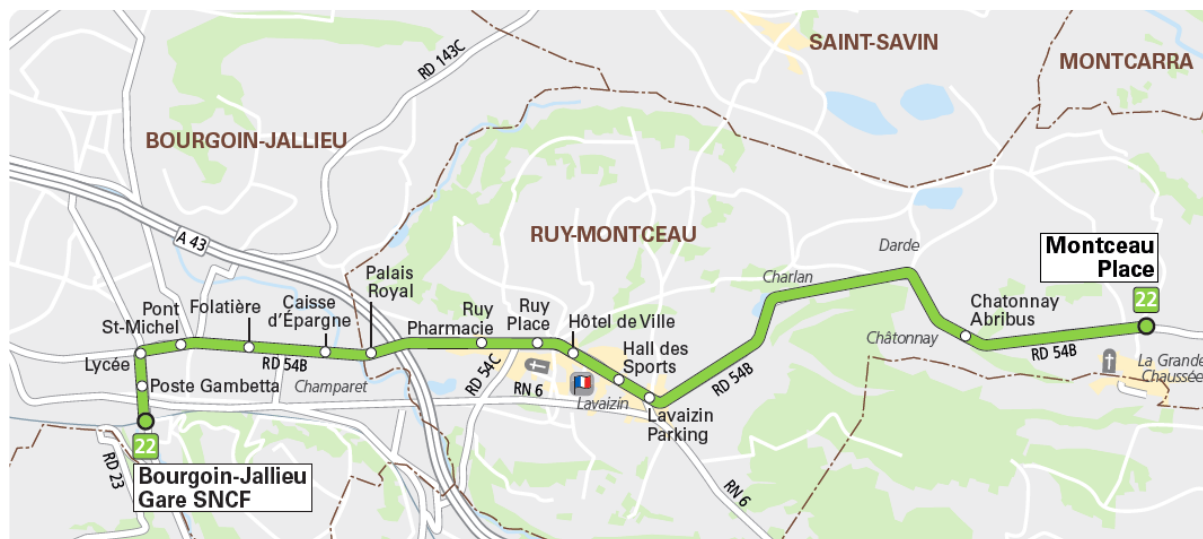 SAINT-SAVIN
MONTCARRA
RD 143C
BOURGOIN-JALLIEU
A 43
RUY-MONTCEAU
Darde
Montceau
Place
22
Charlan
Palais
Royal
Pont
St-Michel
Folatière
Caisse
d'Épargne
Ruy
Pharmacie
Ruy
Place
Hôtel de Ville
Chatonnay
Abribus
Châtonnay
RD 54B
Lycée
RD 54B
Champaret
RD 54C
Hall des
Sports
RD 54B
La Grande
Chaussée
Poste Gambetta
RN 6
Lavaizin
Lavaizin
Parking
22
RD 23
Bourgoin-Jallieu
Gare SNCF
RN 6